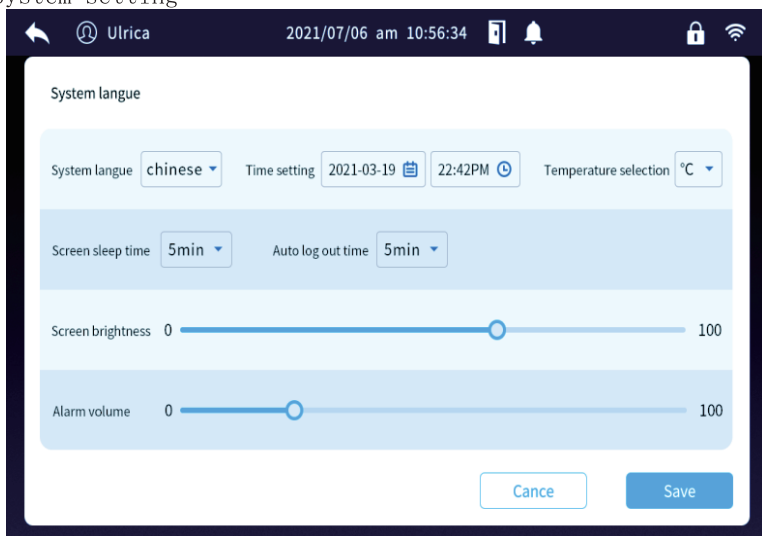 System setting
Ulrica 2021/07/06 am 10:56:34
System langue
System langue chinese Time setting 2021-03-19 22:42PM Temperature selection °C
Screen sleep time 5min Auto log out time 5min
Screen brightness 0 100
Alarm volume 0 100
Cance Save